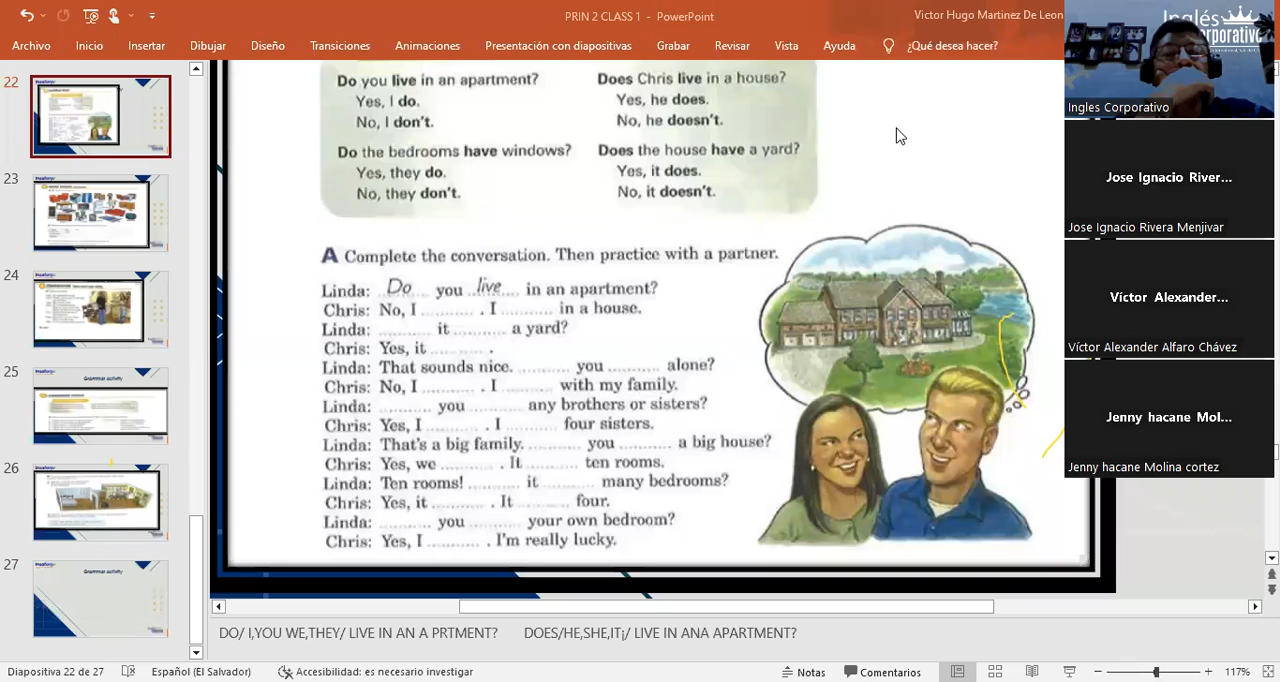 PRIN 2 CLASS 1 - PowerPoint
Victor Hugo Martinez De Leon
Archivo Inicio Insertar Dibujar Diseño Transiciones Animaciones Presentación con diapositivas Grabar Revisar Vista Ayuda ¿Qué desea hacer?
Inglés
Corporativo
Ingles Corporativo
Jose Ignacio River...
Jose Ignacio Rivera Menjivar
Víctor Alexander...
Víctor Alexander Alfaro Chávez
Jenny hacane Mol...
Jenny hacane Molina cortez
22
23
24
25
Grammar activity
26
27
Grammar activity
Do you live in an apartment?
Yes, I do.
No, I don't.
Do the bedrooms have windows?
Yes, they do.
No, they don't.
Does Chris live in a house?
Yes, he does.
No, he doesn't.
Does the house have a yard?
Yes, it does.
No, it doesn't.
A Complete the conversation. Then practice with a partner.
Linda: Do you live in an apartment?
Chris: No, I .......... . I .......... in a house.
Linda: .......... it .......... a yard?
Chris: Yes, it .......... .
Linda: That sounds nice. .......... you .......... alone?
Chris: No, I .......... . I .......... with my family.
Linda: .......... you .......... any brothers or sisters?
Chris: Yes, I .......... . I .......... four sisters.
Linda: That's a big family. .......... you .......... a big house?
Chris: Yes, we .......... . It .......... ten rooms.
Linda: Ten rooms! .......... it .......... many bedrooms?
Chris: Yes, it .......... . It .......... four.
Linda: .......... you .......... your own bedroom?
Chris: Yes, I .......... . I'm really lucky.
DO/ I,YOU WE,THEY/ LIVE IN AN A PRTMENT? DOES/HE,SHE,IT¡/ LIVE IN ANA APARTMENT?
Diapositiva 22 de 27 Español (El Salvador) Accesibilidad: es necesario investigar Notas Comentarios 117%